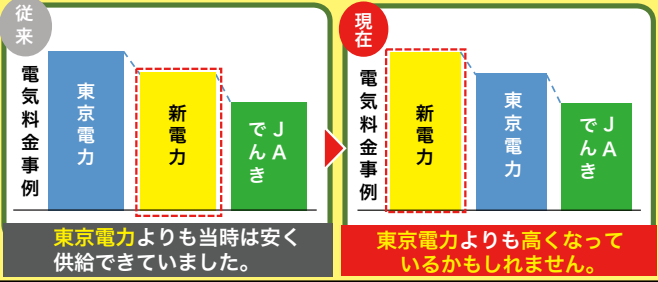 従来
電気料金事例
東京電力
新電力
JAでんき
東京電力よりも当時は安く
供給できていました。
現在
電気料金事例
新電力
東京電力
JAでんき
東京電力よりも高くなって
いるかもしれません。